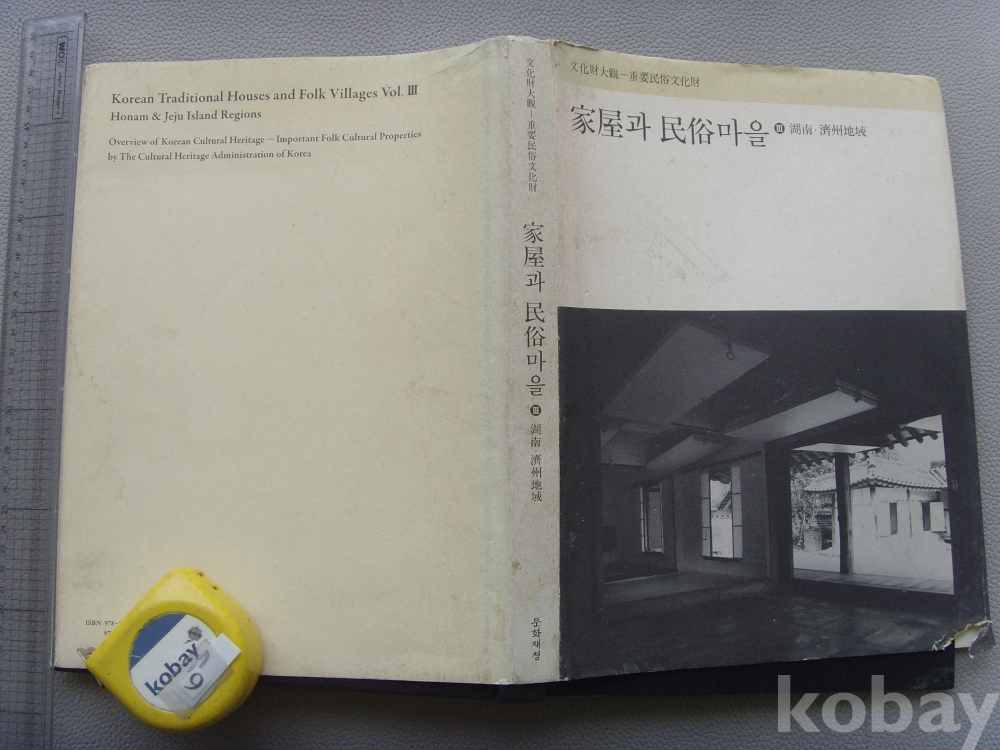 Korean Traditional Houses and Folk Villages Vol. Ⅲ
Honam & Jeju Island Regions
Overview of Korean Cultural Heritage — Important Folk Cultural Properties
by The Cultural Heritage Administration of Korea
ISBN 978-
97
文化財大觀－重要民俗文化財
家屋과 民俗마을 Ⅲ 湖南·濟州地域
문화재청
文化財大觀－重要民俗文化財
家屋과 民俗마을 Ⅲ 湖南·濟州地域
kobay
kobay